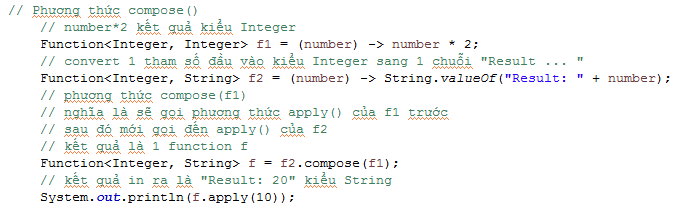 // Phương thức compose()
// number*2 kết quả kiểu Integer
Function<Integer, Integer> f1 = (number) -> number * 2;
// convert 1 tham số đầu vào kiểu Integer sang 1 chuỗi "Result ... "
Function<Integer, String> f2 = (number) -> String.valueOf("Result: " + number);
// phương thức compose(f1)
// nghĩa là sẽ gọi phương thức apply() của f1 trước
// sau đó mới gọi đến apply() của f2
// kết quả là 1 function f
Function<Integer, String> f = f2.compose(f1);
// kết quả in ra là "Result: 20" kiểu String
System.out.println(f.apply(10));